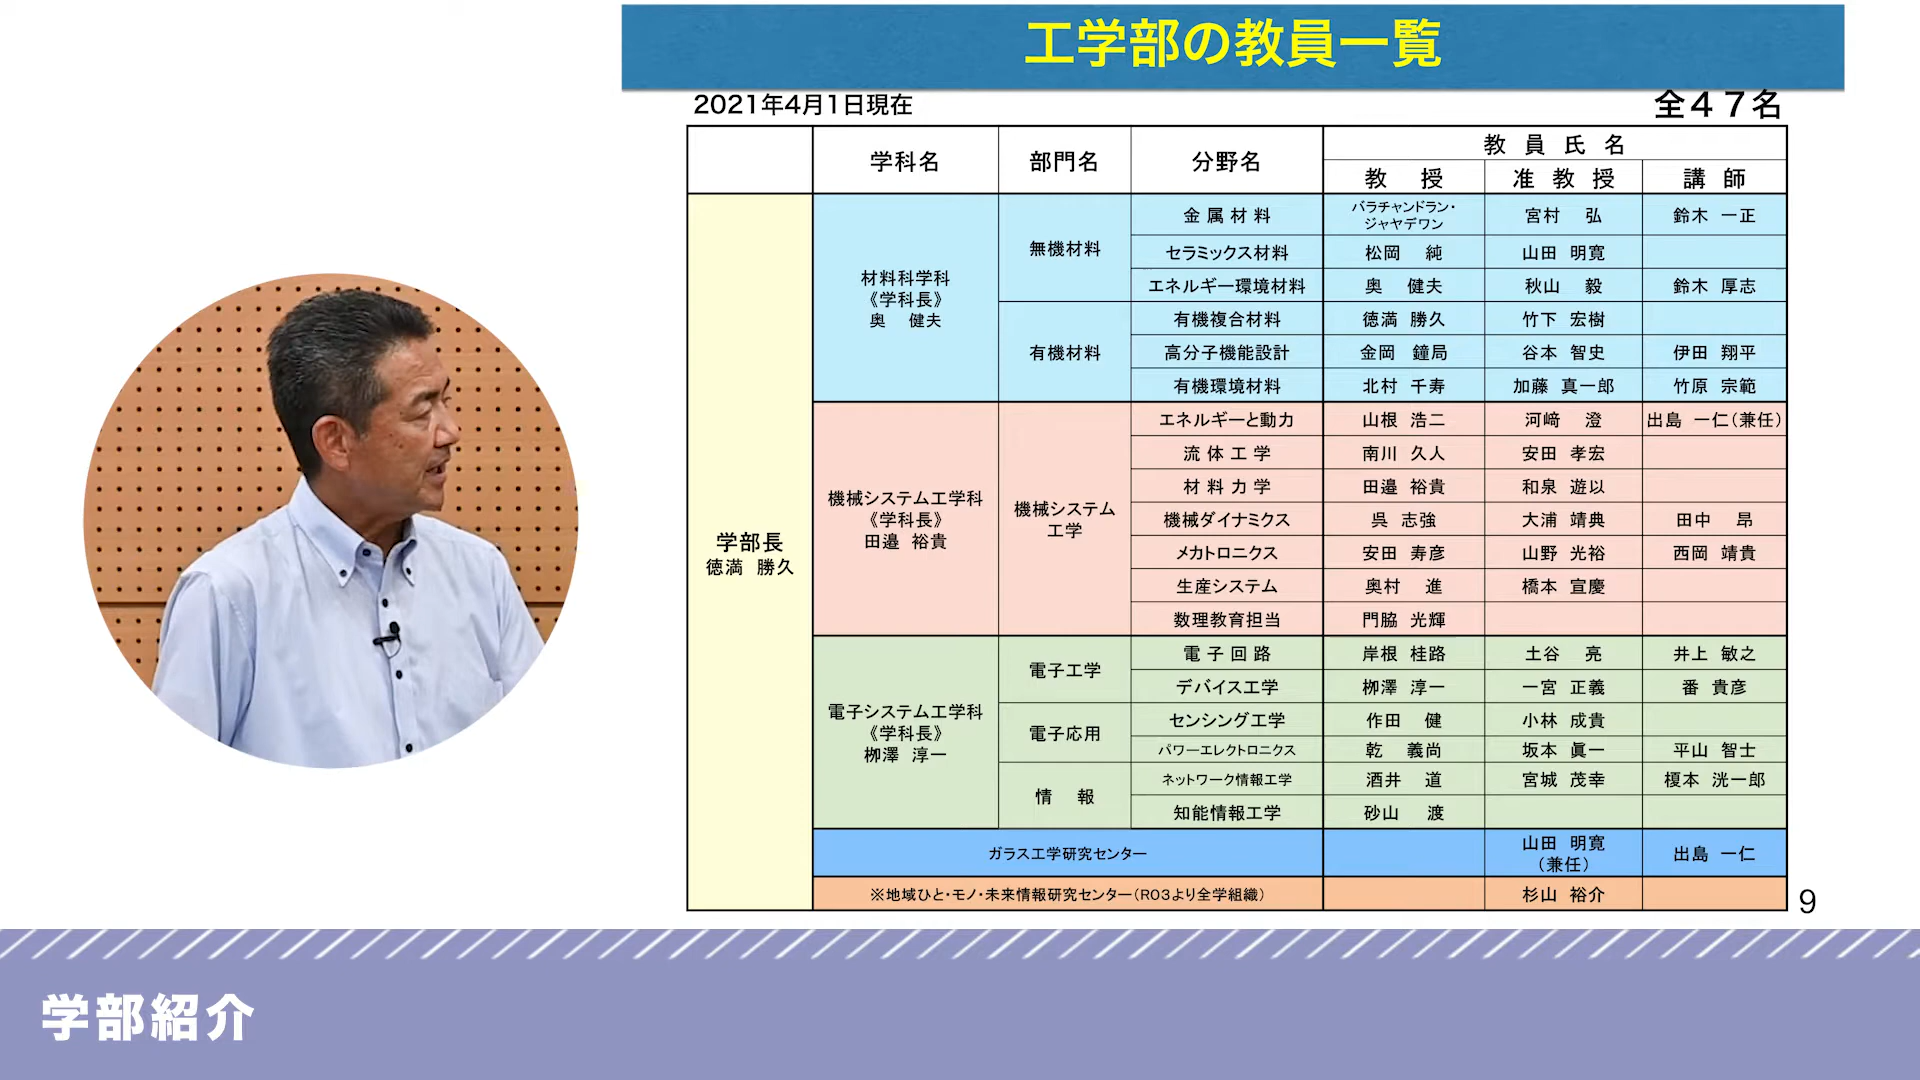 工学部の教員一覧
2021年4月1日現在
全47名
学科名 部門名 分野名 教員氏名
教授 准教授 講師
学部長
徳満 勝久
材料科学科
《学科長》
奥 健夫
無機材料
金属材料 バラチャンドラン・ジャヤデワン 宮村 弘 鈴木 一正
セラミックス材料 松岡 純 山田 明寛
エネルギー環境材料 奥 健夫 秋山 毅 鈴木 厚志
有機材料
有機複合材料 徳満 勝久 竹下 宏樹
高分子機能設計 金岡 鐘局 谷本 智史 伊田 翔平
有機環境材料 北村 千寿 加藤 真一郎 竹原 宗範
機械システム工学科
《学科長》
田邉 裕貴
機械システム
工学
エネルギーと動力 山根 浩二 河﨑 澄 出島 一仁(兼任)
流体工学 南川 久人 安田 孝宏
材料力学 田邉 裕貴 和泉 遊以
機械ダイナミクス 呉 志強 大浦 靖典 田中 昂
メカトロニクス 安田 寿彦 山野 光裕 西岡 靖貴
生産システム 奥村 進 橋本 宣慶
数理教育担当 門脇 光輝
電子システム工学科
《学科長》
栁澤 淳一
電子工学
電子回路 岸根 桂路 土谷 亮 井上 敏之
デバイス工学 栁澤 淳一 一宮 正義 番 貴彦
電子応用
センシング工学 作田 健 小林 成貴
パワーエレクトロニクス 乾 義尚 坂本 眞一 平山 智士
情報
ネットワーク情報工学 酒井 道 宮城 茂幸 榎本 洸一郎
知能情報工学 砂山 渡
ガラス工学研究センター 山田 明寛(兼任) 出島 一仁
※地域ひと・モノ・未来情報研究センター(R03より全学組織) 杉山 裕介
9
学部紹介